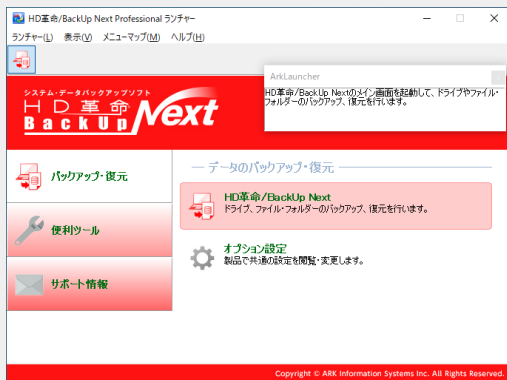 HD革命/BackUp Next Professional ランチャー
ランチャー(L) 表示(V) メニューマップ(M) ヘルプ(H)
ArkLauncher
HD革命/BackUp Nextのメイン画面を起動して、ドライブやファイル・
フォルダーのバックアップ、復元を行います。
システム・データバックアップソフト
HD革命
BackUp Next
データのバックアップ・復元
バックアップ・復元
HD革命/BackUp Next
ドライブ、ファイル・フォルダーのバックアップ、復元を行います。
便利ツール
オプション設定
製品で共通の設定を閲覧・変更します。
サポート情報
Copyright © ARK Information Systems Inc. All Rights Reserved.